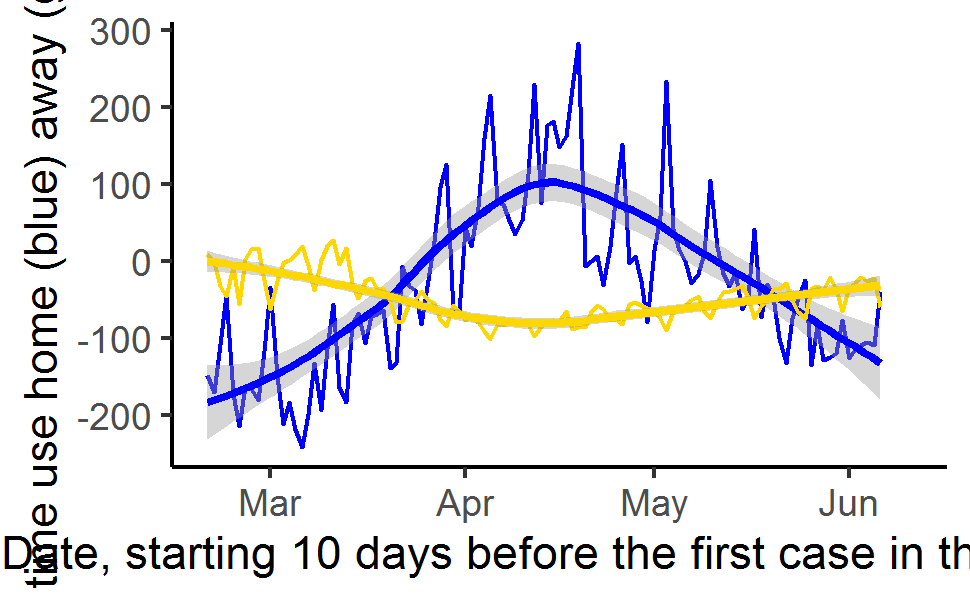 time use home (blue) away (
300
200
100
0
-100
-200
Mar Apr May Jun
Date, starting 10 days before the first case in th